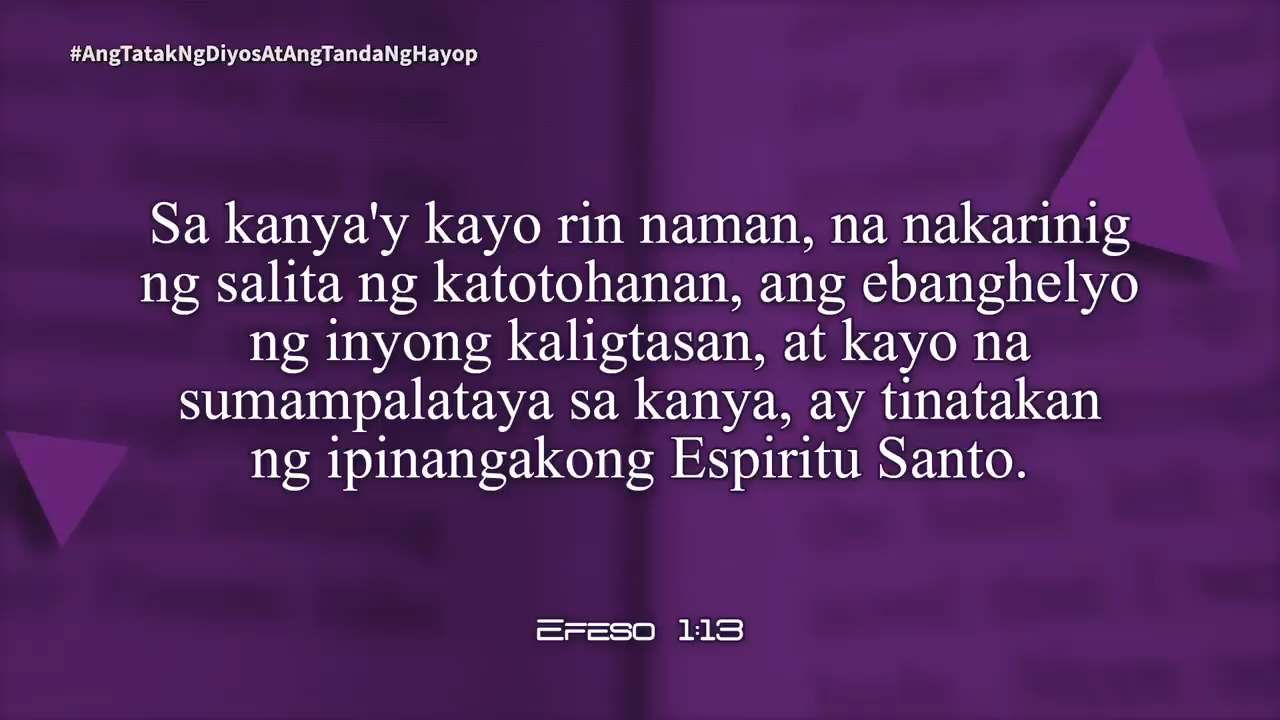 #AngTatakNgDiyosAtAngTandaNgHayop
Sa kanya'y kayo rin naman, na nakarinig
ng salita ng katotohanan, ang ebanghelyo
ng inyong kaligtasan, at kayo na
sumampalataya sa kanya, ay tinatakan
ng ipinangakong Espiritu Santo.
Efeso 1:13